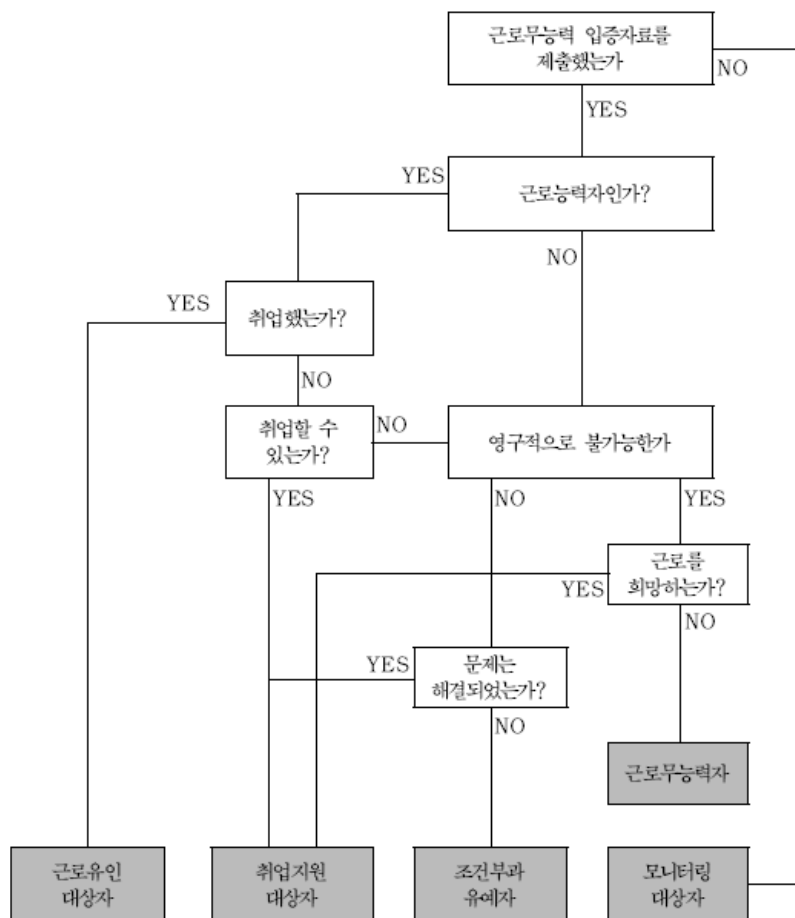 근로무능력 입증자료를
제출했는가
NO
YES
YES
근로능력자인가?
NO
YES
취업했는가?
NO
취업할 수
있는가?
NO
영구적으로 불가능한가
YES
NO
YES
근로를
희망하는가?
YES
NO
YES
문제는
해결되었는가?
NO
근로무능력자
근로유인
대상자
취업지원
대상자
조건부과
유예자
모니터링
대상자